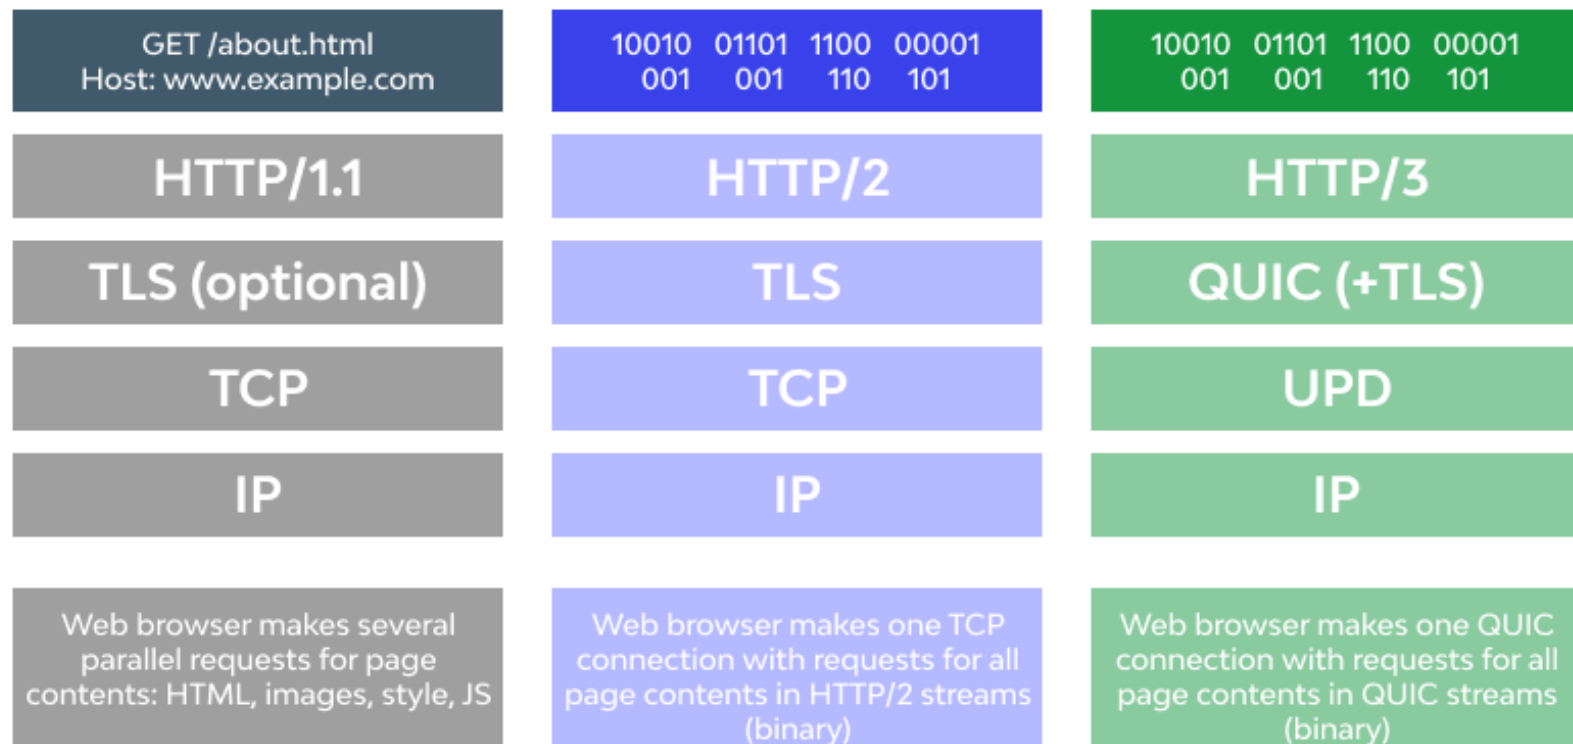 GET /about.html
Host: www.example.com
HTTP/1.1
TLS (optional)
TCP
IP
Web browser makes several
parallel requests for page
contents: HTML, images, style, JS
10010 01101 1100 00001
001 001 110 101
HTTP/2
TLS
TCP
IP
Web browser makes one TCP
connection with requests for all
page contents in HTTP/2 streams
(binary)
10010 01101 1100 00001
001 001 110 101
HTTP/3
QUIC (+TLS)
UPD
IP
Web browser makes one QUIC
connection with requests for all
page contents in QUIC streams
(binary)